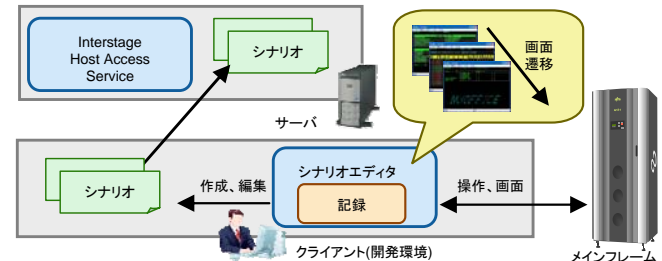 Interstage
Host Access
Service
シナリオ
画面
遷移
サーバ
シナリオ
作成、編集
シナリオエディタ
記録
操作、画面
クライアント(開発環境)
メインフレーム